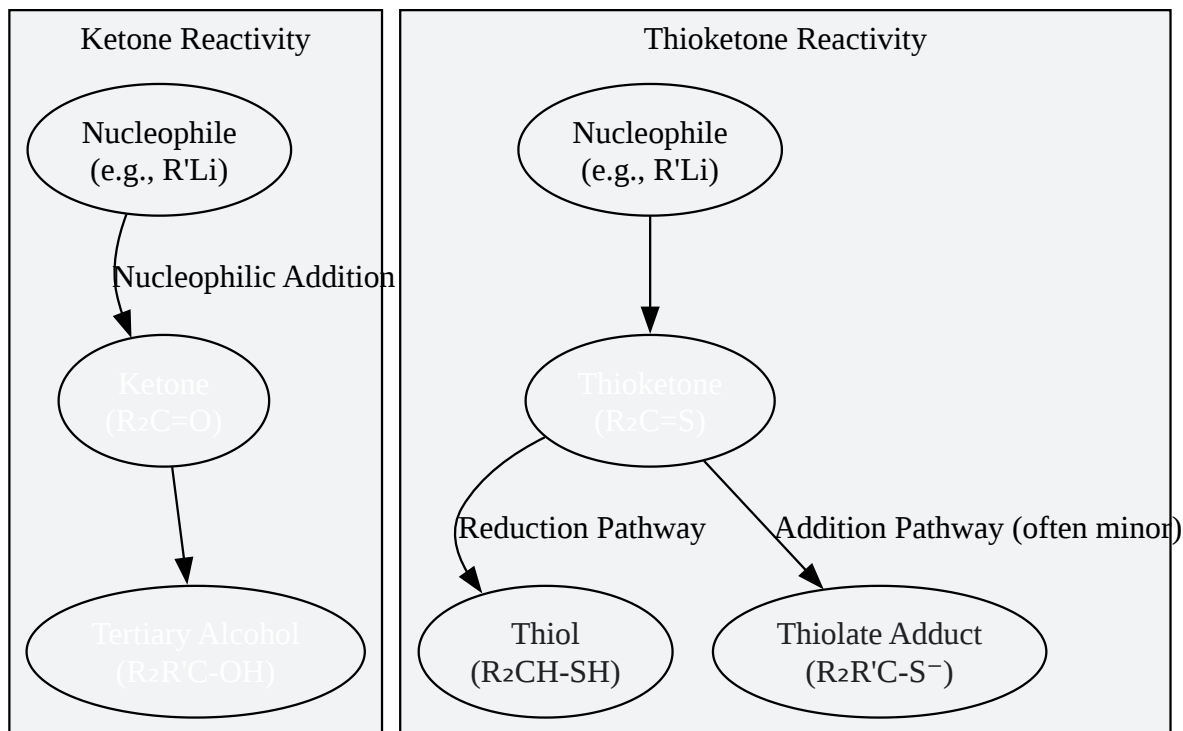 Ketone Reactivity
Nucleophile
(e.g., R'Li)
Nucleophilic Addition
Ketone
(R₂C=O)
Tertiary Alcohol
(R₂R'C-OH)
Thioketone Reactivity
Nucleophile
(e.g., R'Li)
Thioketone
(R₂C=S)
Reduction Pathway
Addition Pathway (often minor)
Thiol
(R₂CH-SH)
Thiolate Adduct
(R₂R'C-S⁻)